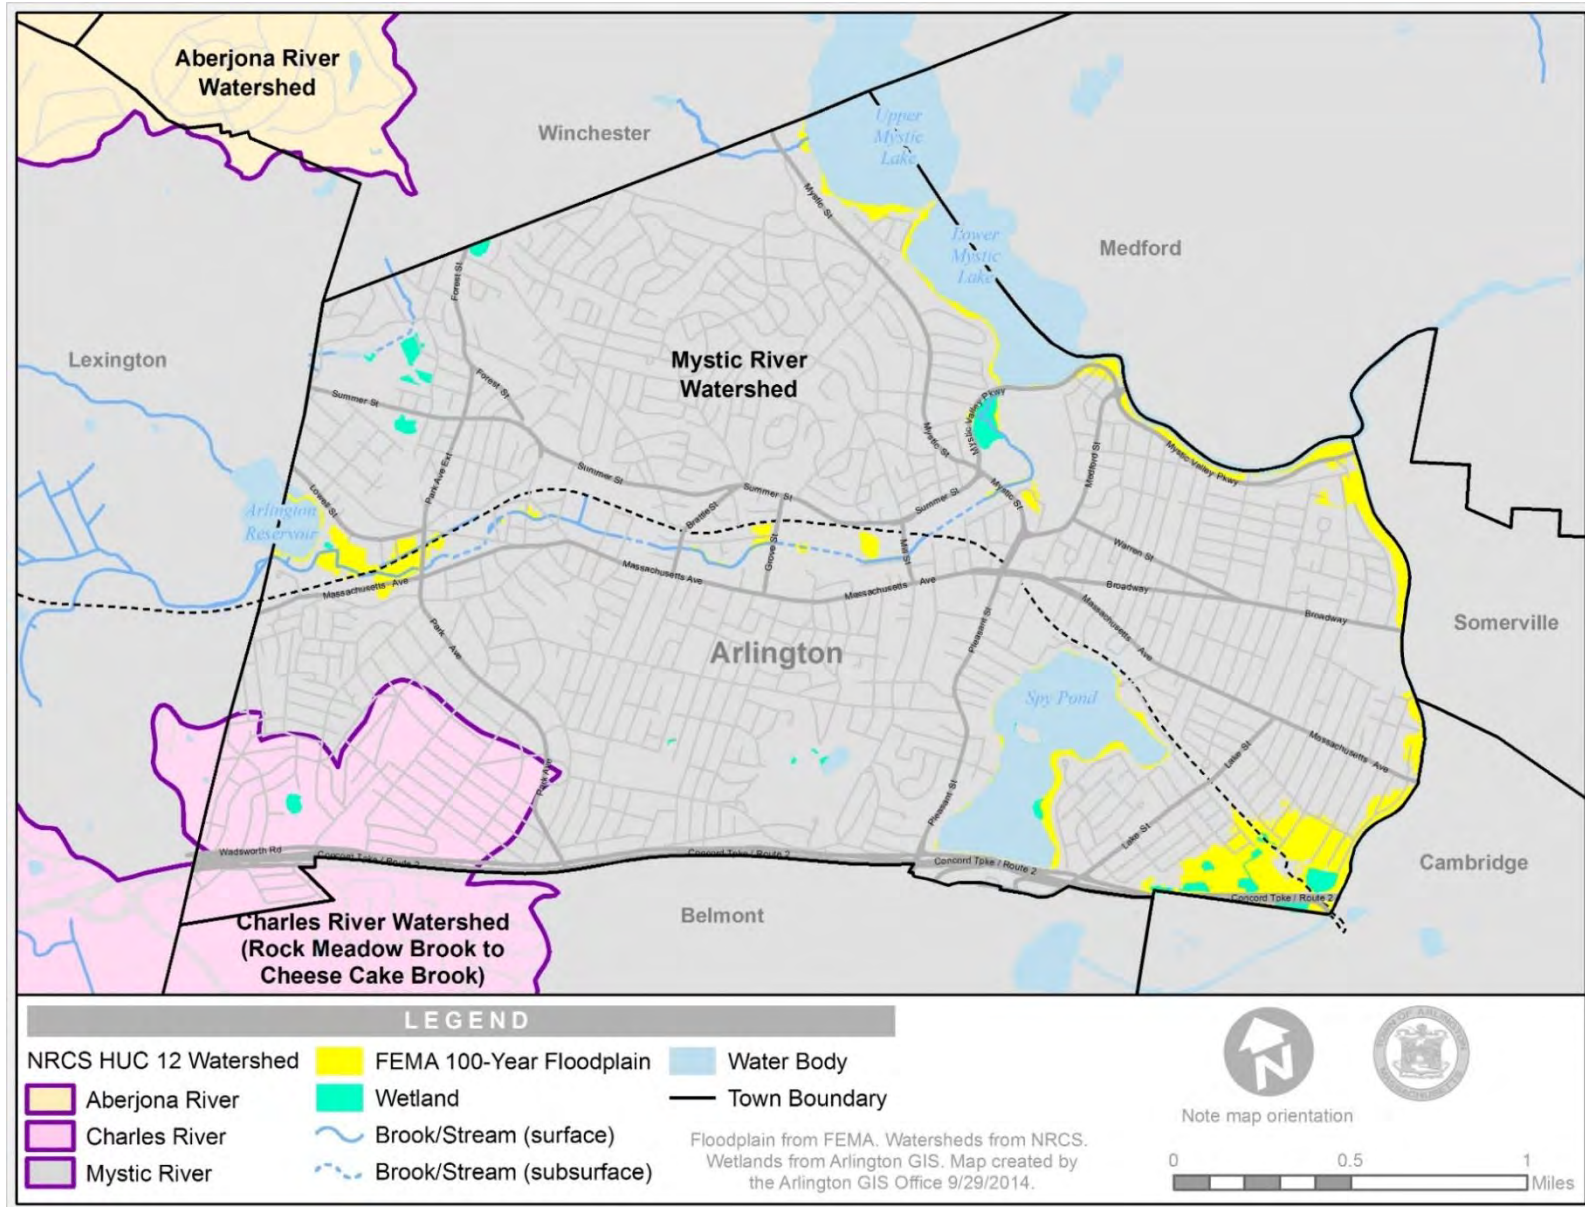 Aberjona River
Watershed
Winchester
Upper
Mystic
Lake
Mystic St
Lower
Mystic
Lake
Medford
Forest St
Lexington
Mystic River
Watershed
Forest St
Summer St
Mystic Valley Pkwy
Mystic St
Medford St
Mystic Valley Pkwy
Park Ave Ext
Summer St
Summer St
Summer St
Mystic St
Lowell St
Arlington
Reservoir
Brattle St
Grove St
Mill St
Warren St
Massachusetts Ave
Massachusetts Ave
Massachusetts Ave
Broadway
Broadway
Massachusetts Ave
Pleasant St
Somerville
Park Ave
Arlington
Spy Pond
Lake St
Massachusetts Ave
Park Ave
Pleasant St
Lake St
Wadsworth Rd
Concord Tpke / Route 2
Concord Tpke / Route 2
Concord Tpke / Route 2
Concord Tpke / Route 2
Cambridge
Belmont
Charles River Watershed
(Rock Meadow Brook to
Cheese Cake Brook)
LEGEND
NRCS HUC 12 Watershed
Aberjona River
Charles River
Mystic River
FEMA 100-Year Floodplain
Wetland
Brook/Stream (surface)
Brook/Stream (subsurface)
Water Body
Town Boundary
Floodplain from FEMA. Watersheds from NRCS.
Wetlands from Arlington GIS. Map created by
the Arlington GIS Office 9/29/2014.
N
Note map orientation
TOWN OF ARLINGTON
MASSACHUSETTS
0 0.5 1
Miles